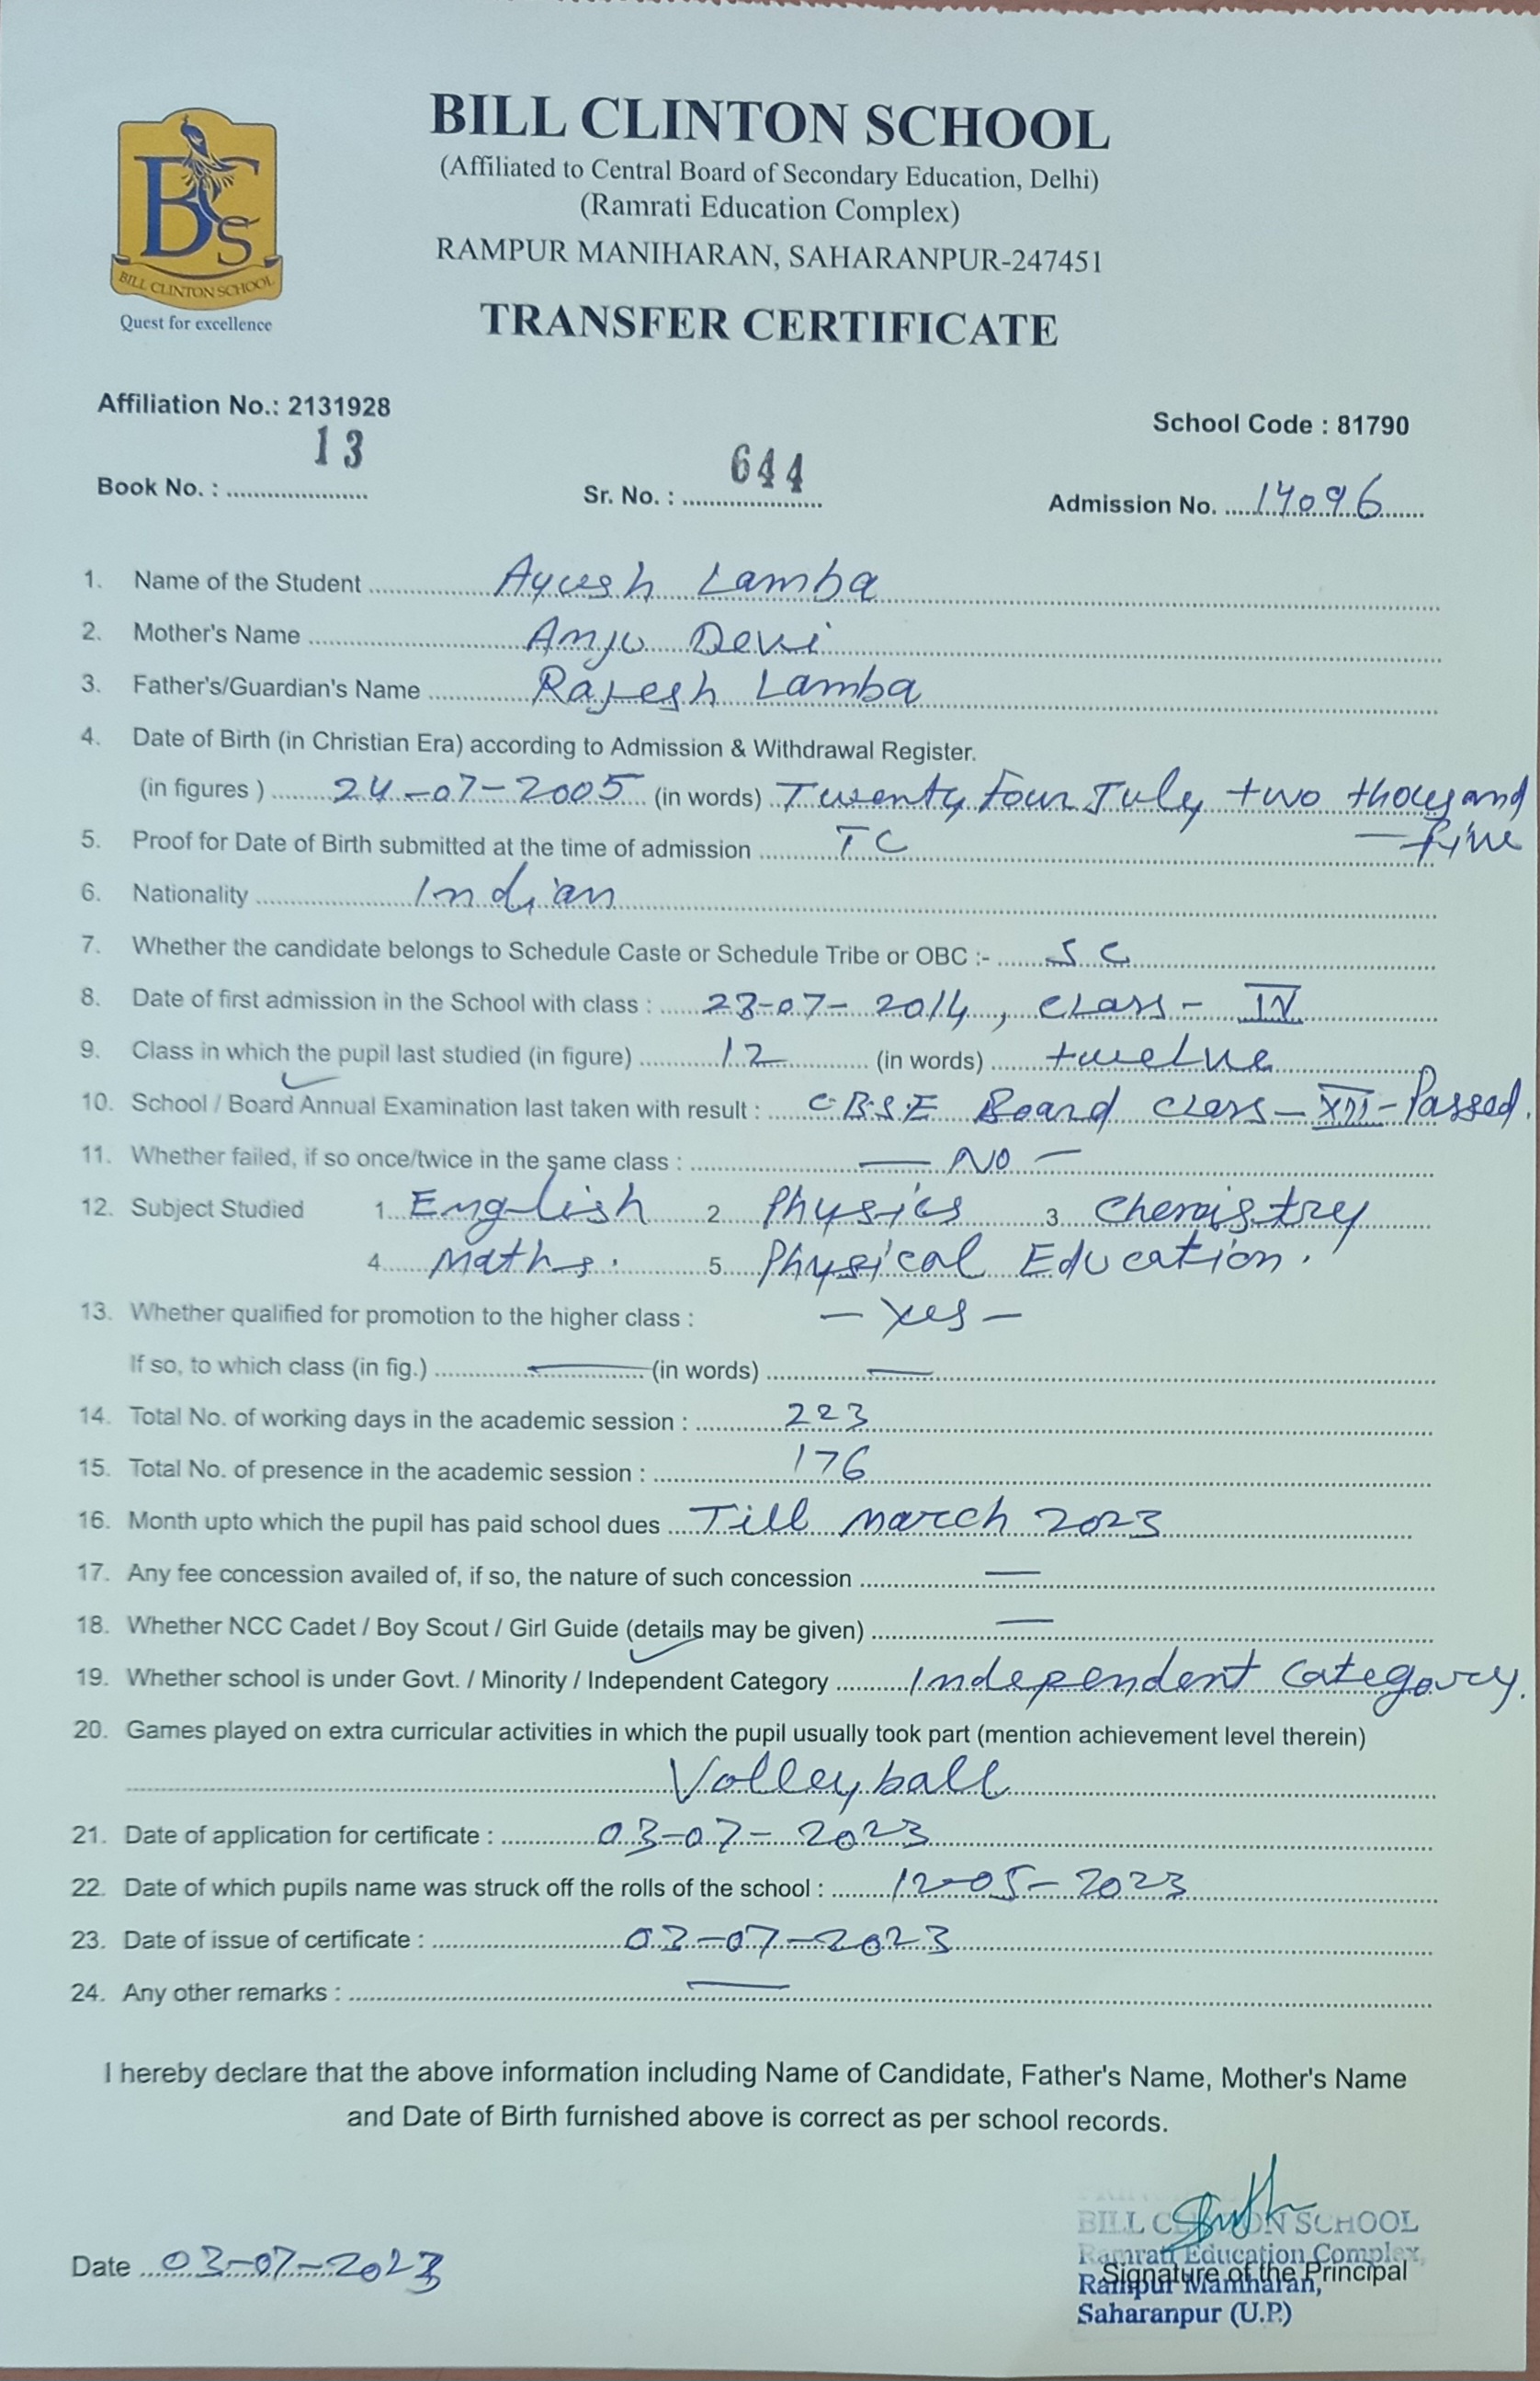 BILL CLINTON SCHOOL
(Affiliated to Central Board of Secondary Education, Delhi)
(Ramrati Education Complex)
RAMPUR MANIHARAN, SAHARANPUR-247451
BCS
BILL CLINTON SCHOOL
Quest for excellence
TRANSFER CERTIFICATE
Affiliation No.: 2131928
School Code : 81790
Book No. : 13 Sr. No. : 644 Admission No. 14096
1. Name of the Student Ayush Lamba
2. Mother's Name Anju Devi
3. Father's/Guardian's Name Rajesh Lamba
4. Date of Birth (in Christian Era) according to Admission & Withdrawal Register.
(in figures ) 24-07-2005 (in words) Twenty four July two thousand
— five
5. Proof for Date of Birth submitted at the time of admission TC
6. Nationality Indian
7. Whether the candidate belongs to Schedule Caste or Schedule Tribe or OBC :- SC
8. Date of first admission in the School with class : 23-07-2014, class - IV
9. Class in which the pupil last studied (in figure) 12 (in words) twelve
10. School / Board Annual Examination last taken with result : C.B.S.E Board class - XII - Passed.
11. Whether failed, if so once/twice in the same class : — NO —
12. Subject Studied 1. English 2. Physics 3 Chemistry
4. Maths. 5. Physical Education.
13. Whether qualified for promotion to the higher class : — Yes —
If so, to which class (in fig.) — (in words) —
14. Total No. of working days in the academic session : 223
15. Total No. of presence in the academic session : 176
16. Month upto which the pupil has paid school dues Till march 2023
17. Any fee concession availed of, if so, the nature of such concession —
18. Whether NCC Cadet / Boy Scout / Girl Guide (details may be given) —
19. Whether school is under Govt. / Minority / Independent Category Independent Category.
20. Games played on extra curricular activities in which the pupil usually took part (mention achievement level therein)
Volleyball
21. Date of application for certificate : 03-07-2023
22. Date of which pupils name was struck off the rolls of the school : 12-05-2023
23. Date of issue of certificate : 03-07-2023
24. Any other remarks : —
I hereby declare that the above information including Name of Candidate, Father's Name, Mother's Name
and Date of Birth furnished above is correct as per school records.
BILL CLINTON SCHOOL
Ramrati Education Complex,
Date 03-07-2023 Signature of the Principal
Rampur Maniharan,
Saharanpur (U.P.)